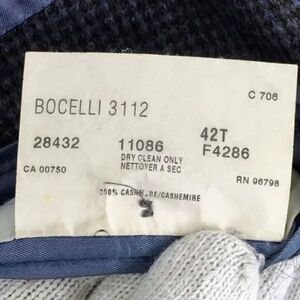 C 706
BOCELLI 3112
28432 11086 42T
DRY CLEAN ONLY F4286
NETTOYER A SEC
CA 00750 RN 96798
100% CASHMERE/CASHEMIRE